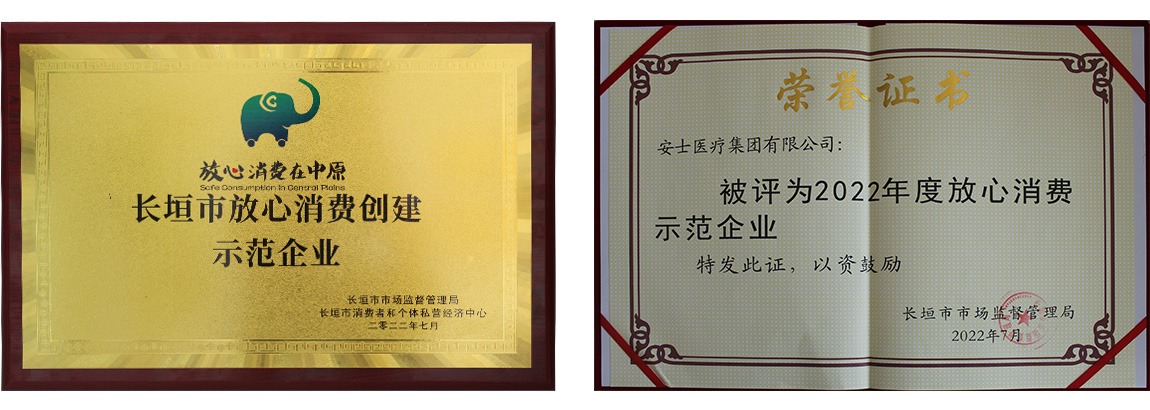 放心消费在中原
Safe Consumption in Central Plains
长垣市放心消费创建
示范企业
长垣市市场监督管理局
长垣市消费者和个体私营经济中心
二零二二年七月
荣誉证书
安士医疗集团有限公司：
被评为2022年度放心消费
示范企业
特发此证，以资鼓励
长垣市市场监督管理局
2022年7月